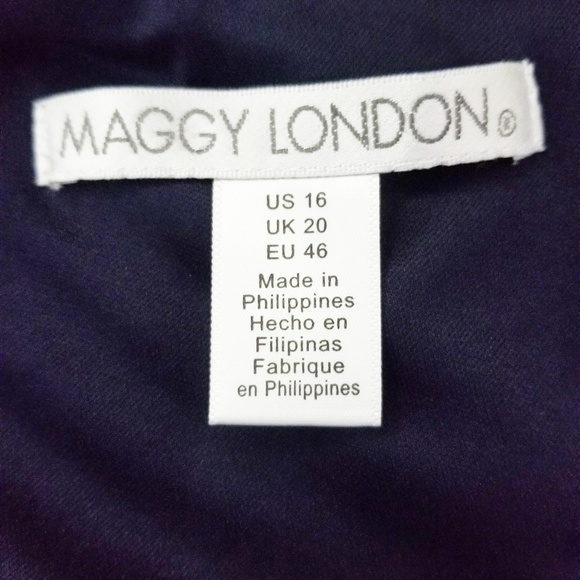 MAGGY LONDON®
US 16
UK 20
EU 46
Made in
Philippines
Hecho en
Filipinas
Fabrique
en Philippines